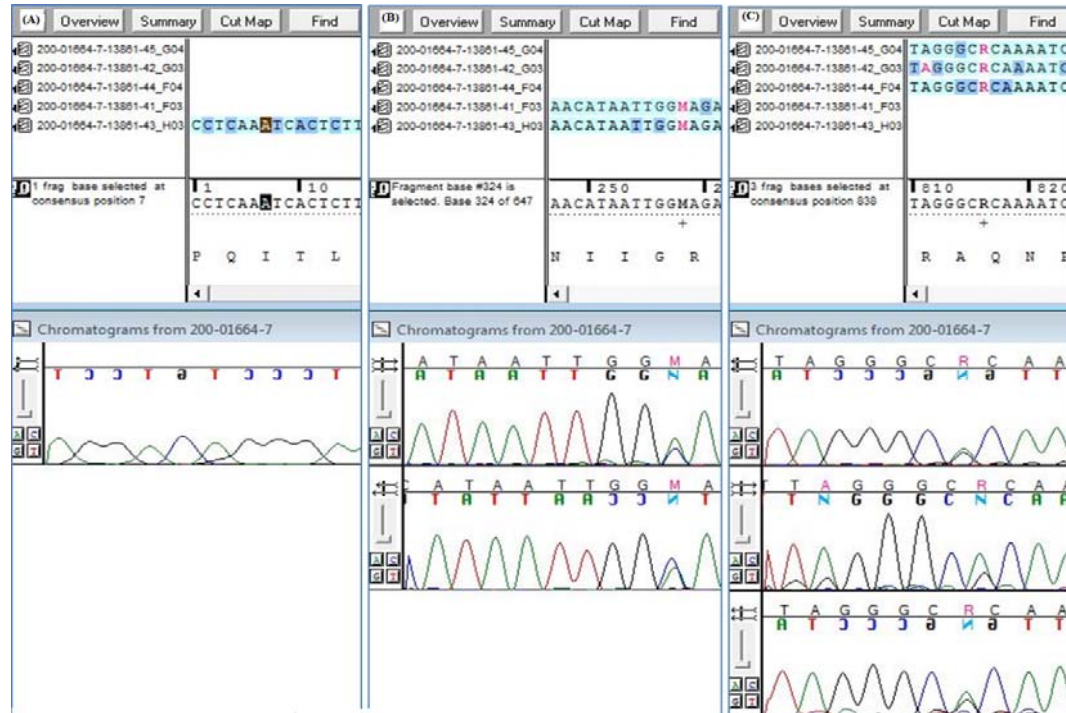 (A) Overview Summary Cut Map Find
200-01664-7-13861-45_G04
200-01664-7-13861-42_G03
200-01664-7-13861-44_F04
200-01664-7-13861-41_F03
200-01664-7-13861-43_H03 CCTCAAATCACTCTT
1 frag base selected at
consensus position 7
1 10
CCTCAAATCACTCTT
P Q I T L
Chromatograms from 200-01664-7
T C C T G T C C C T
A C
G T
(B) Overview Summary Cut Map Find
200-01664-7-13861-45_G04
200-01664-7-13861-42_G03
200-01664-7-13861-44_F04
200-01664-7-13861-41_F03 AACATAATTGGMAGA
200-01664-7-13861-43_H03 AACATAATTGGMAGA
Fragment base #324 is
selected. Base 324 of 647
250 2
AACATAATTGGMAGA
+
N I I G R
Chromatograms from 200-01664-7
A T A A T T G G M A
A T A A T T G G N A
A C
G T
C A T A A T T G G M A
T A T T A A C C N T
A C
G T
(C) Overview Summary Cut Map Find
200-01664-7-13861-45_G04 TAGGGCRCAAAATC
200-01664-7-13861-42_G03 TAGGGCRCAAAATC
200-01664-7-13861-44_F04 TAGGGCRCAAAATC
200-01664-7-13861-41_F03
200-01664-7-13861-43_H03
3 frag bases selected at
consensus position 838
810 820
TAGGGCRCAAAATC
+
R A Q N
Chromatograms from 200-01664-7
T A G G G C R C A A
A T C C C G N G T T
A C
G T
T T A G G G C R C A A
T N G G G C N C A A
A C
G T
T A G G G C R C A A
A T C C C G N G T T
A C
G T